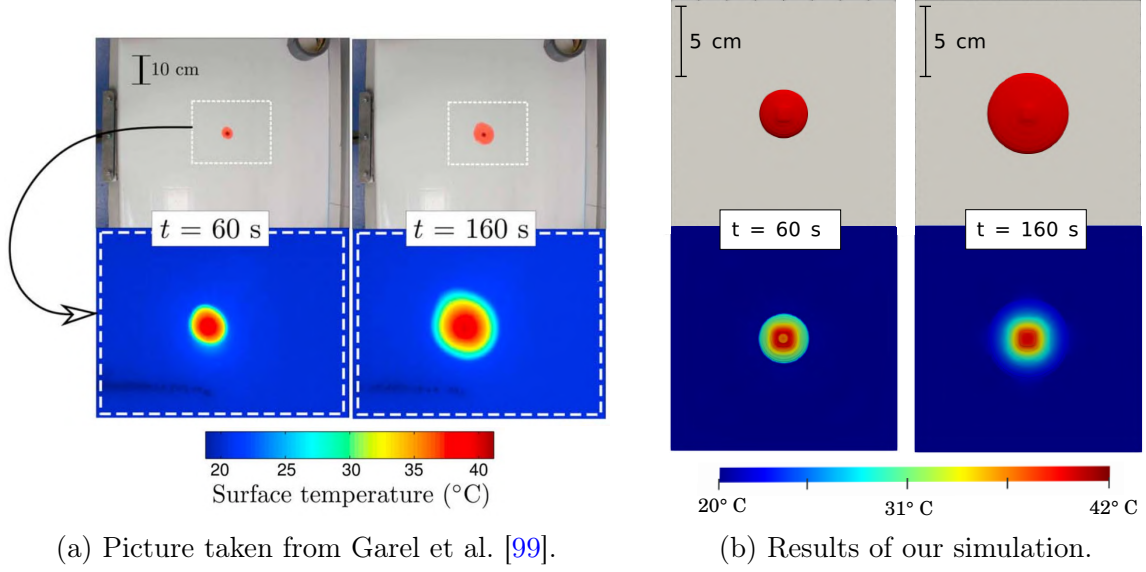 10 cm
t = 60 s
t = 160 s
20 25 30 35 40
Surface temperature (°C)
(a) Picture taken from Garel et al. [99].
5 cm
5 cm
t = 60 s
t = 160 s
20° C 31° C 42° C
(b) Results of our simulation.